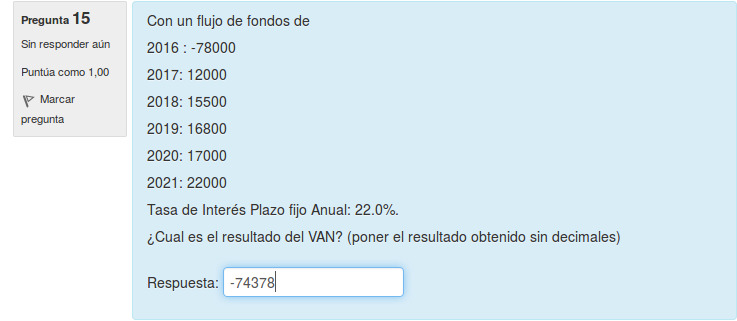 Pregunta 15
Sin responder aún
Puntúa como 1,00
Marcar
pregunta
Con un flujo de fondos de
2016 : -78000
2017: 12000
2018: 15500
2019: 16800
2020: 17000
2021: 22000
Tasa de Interés Plazo fijo Anual: 22.0%.
¿Cual es el resultado del VAN? (poner el resultado obtenido sin decimales)
Respuesta: -74378